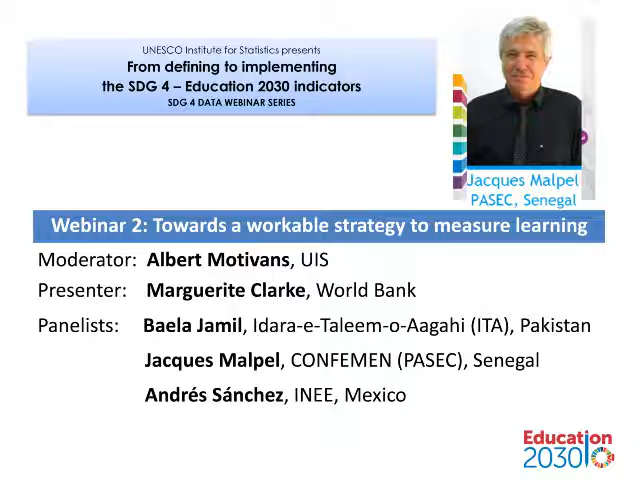 UNESCO Institute for Statistics presents
From defining to implementing
the SDG 4 – Education 2030 indicators
SDG 4 DATA WEBINAR SERIES
Jacques Malpel
PASEC, Senegal
Webinar 2: Towards a workable strategy to measure learning
Moderator: Albert Motivans, UIS
Presenter: Marguerite Clarke, World Bank
Panelists: Baela Jamil, Idara-e-Taleem-o-Aagahi (ITA), Pakistan
Jacques Malpel, CONFEMEN (PASEC), Senegal
Andrés Sánchez, INEE, Mexico
Education
2030